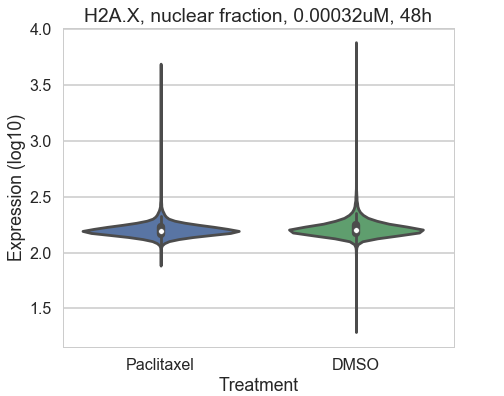 H2A.X, nuclear fraction, 0.00032uM, 48h
4.0
3.5
3.0
2.5
2.0
1.5
Expression (log10)
Paclitaxel DMSO
Treatment